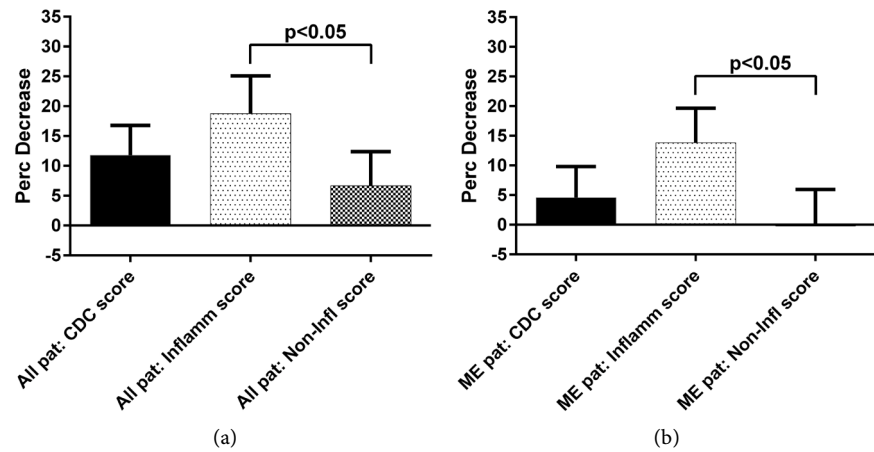 35
30
25
20
15
10
5
0
-5
Perc Decrease
p<0.05
All pat: CDC score
All pat: Inflamm score
All pat: Non-Infl score
(a)
35
30
25
20
15
10
5
0
-5
Perc Decrease
p<0.05
ME pat: CDC score
ME pat: Inflamm score
ME pat: Non-Infl score
(b)